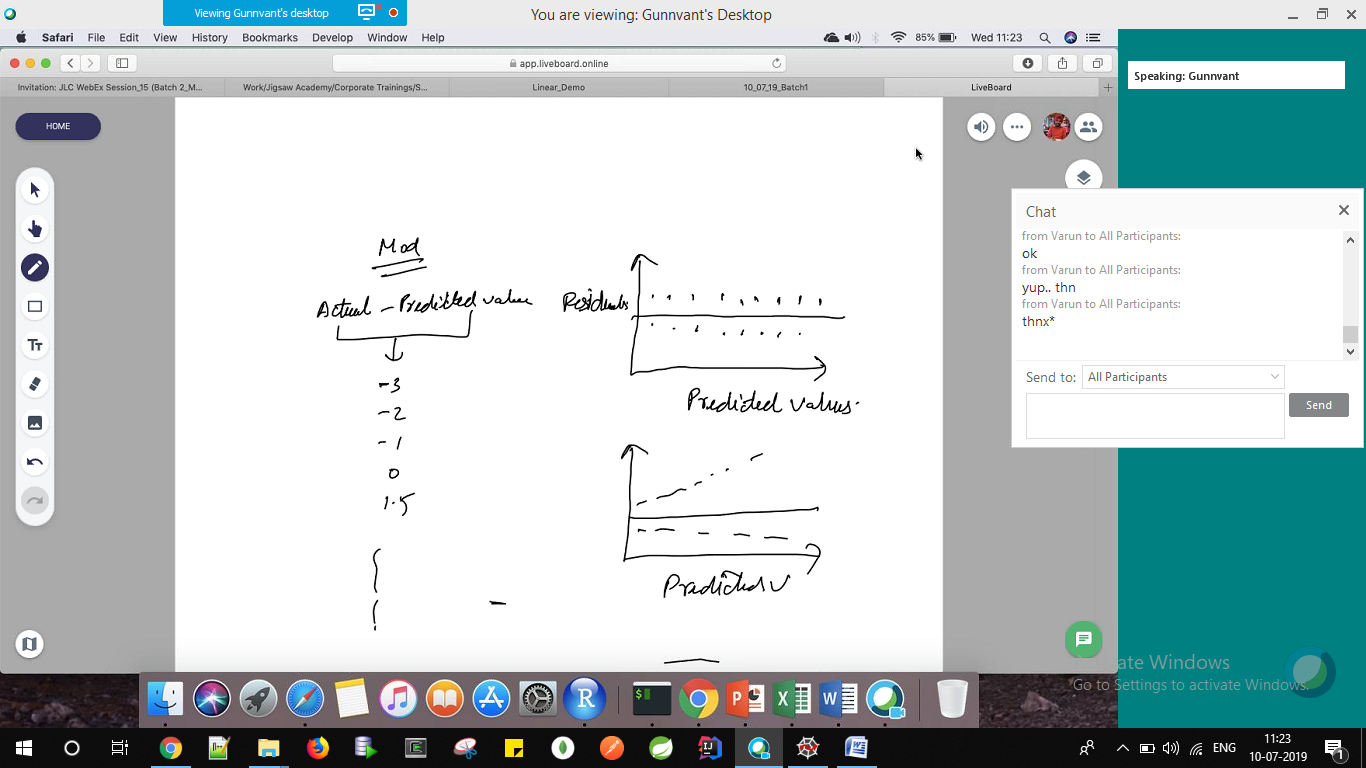 Viewing Gunnvant's desktop
You are viewing: Gunnvant's Desktop
Safari File Edit View History Bookmarks Develop Window Help
85% Wed 11:23
app.liveboard.online
Invitation: JLC WebEx Session_15 (Batch 2_M...
Work/Jigsaw Academy/Corporate Trainings/S...
Linear_Demo
10_07_19_Batch1
LiveBoard
Speaking: Gunnvant
HOME
Tт
Mod
Actual - Predicted value
-3
-2
-1
0
1.5
Residuals
Predicted values.
Predicted V
Chat
from Varun to All Participants:
ok
from Varun to All Participants:
yup.. thn
from Varun to All Participants:
thnx*
Send to: All Participants
Send
ate Windows
Go to Settings to activate Windows.
ENG
11:23
10-07-2019
1